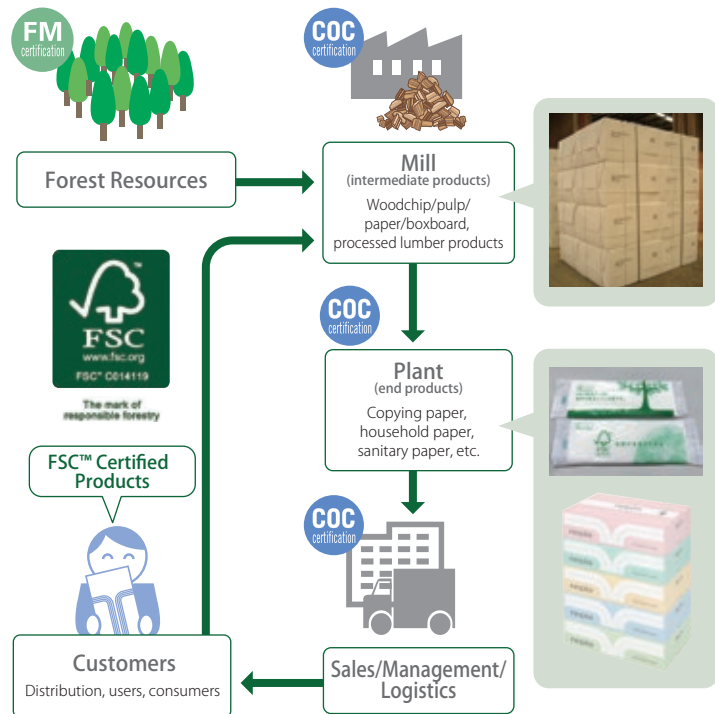 FM
certification
COC
certification
Forest Resources
Mill
(intermediate products)
Woodchip/pulp/
paper/boxboard,
processed lumber products
FSC
www.fsc.org
FSC™ C014119
The mark of
responsible forestry
COC
certification
Plant
(end products)
Copying paper,
household paper,
sanitary paper, etc.
FSC™ Certified
Products
COC
certification
Customers
Distribution, users, consumers
Sales/Management/
Logistics